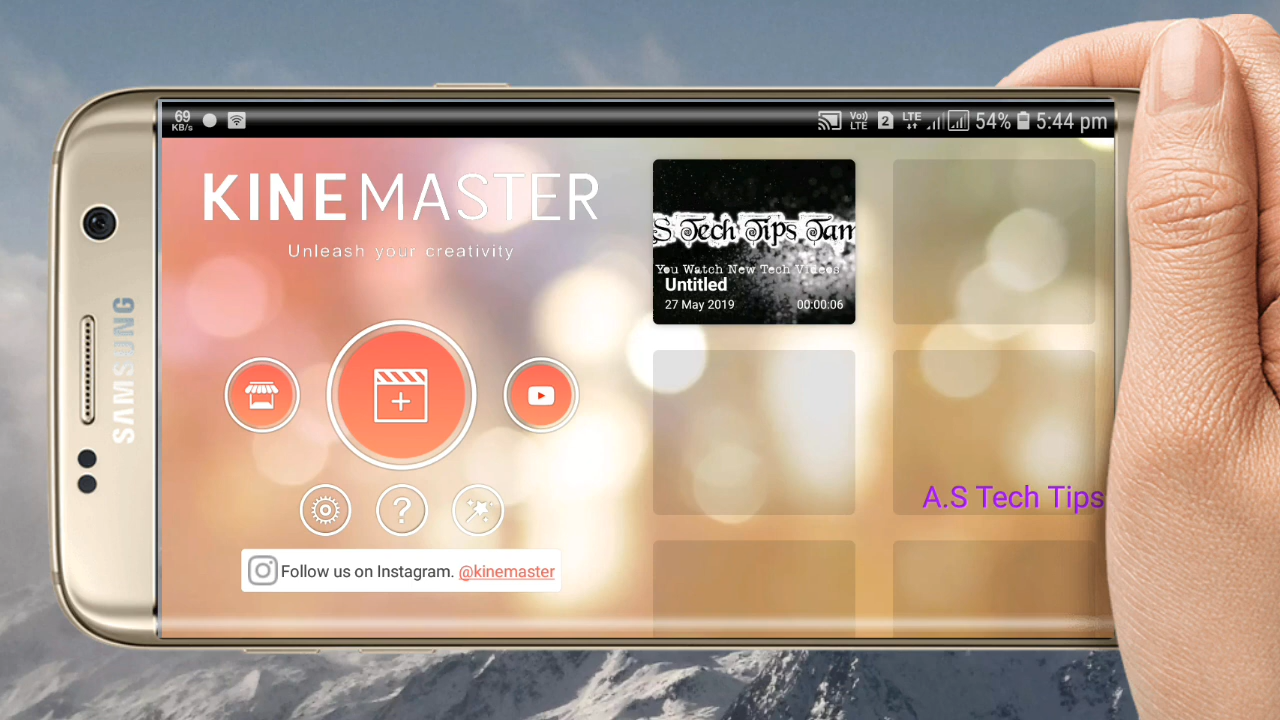 69
KB/s
Vo)) LTE 2 LTE 54% 5:44 pm
KINEMASTER
Unleash your creativity
S Tech Tips Tam
You Watch New Tech Videos
Untitled
27 May 2019 00:00:06
SAMSUNG
A.S Tech Tips
Follow us on Instagram. @kinemaster